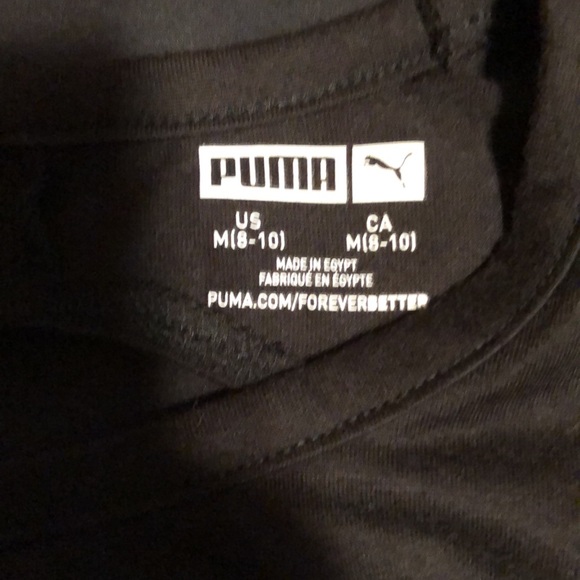 PUMA
US CA
M(8-10) M(8-10)
MADE IN EGYPT
FABRIQUÉ EN ÉGYPTE
PUMA.COM/FOREVERBETTER